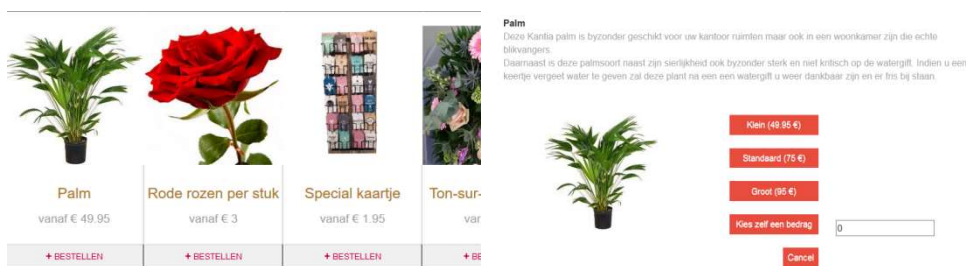 Palm
Rode rozen per stuk
Special kaartje
Ton-sur-
vanaf € 49.95
vanaf € 3
vanaf € 1.95
var
+ BESTELLEN
+ BESTELLEN
+ BESTELLEN
+ BE
Palm
Deze Kantia palm is byzonder geschikt voor uw kantoor ruimten maar ook in een woonkamer zijn die echte
blikvangers.
Daarnaast is deze palmsoort naast zijn sierlijkheid ook byzonder sterk en niet kritisch op de watergift. Indien u een
keertje vergeet water te geven zal deze plant na een een watergift u weer dankbaar zijn en er fris bij staan.
Klein (49.95 €)
Standaard (75 €)
Groot (95 €)
Kies zelf een bedrag
0
Cancel